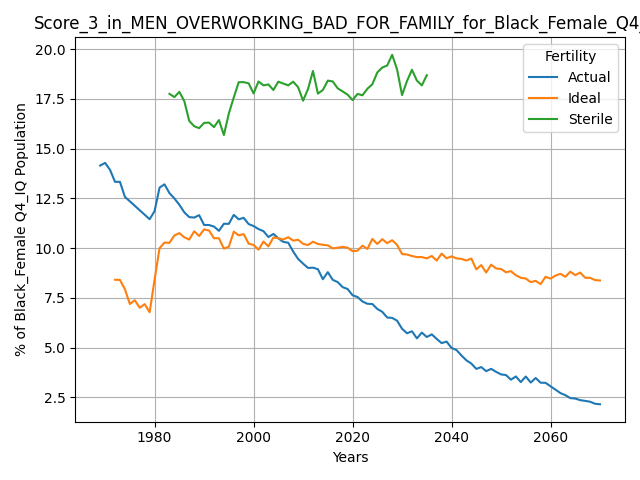 Score_3_in_MEN_OVERWORKING_BAD_FOR_FAMILY_for_Black_Female_Q4_
20.0
17.5
15.0
12.5
10.0
7.5
5.0
2.5
% of Black_Female Q4_IQ Population
Fertility
Actual
Ideal
Sterile
1980
2000
2020
2040
2060
Years